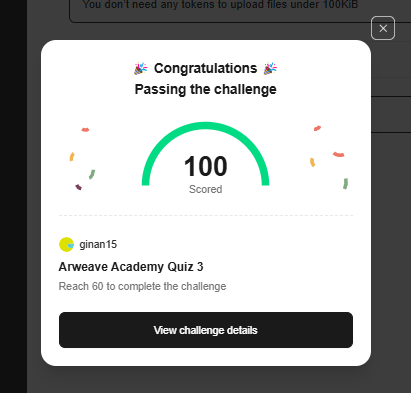 You don't need any tokens to upload files under 100KiB
Congratulations
Passing the challenge
100
Scored
ginan15
Arweave Academy Quiz 3
Reach 60 to complete the challenge
View challenge details